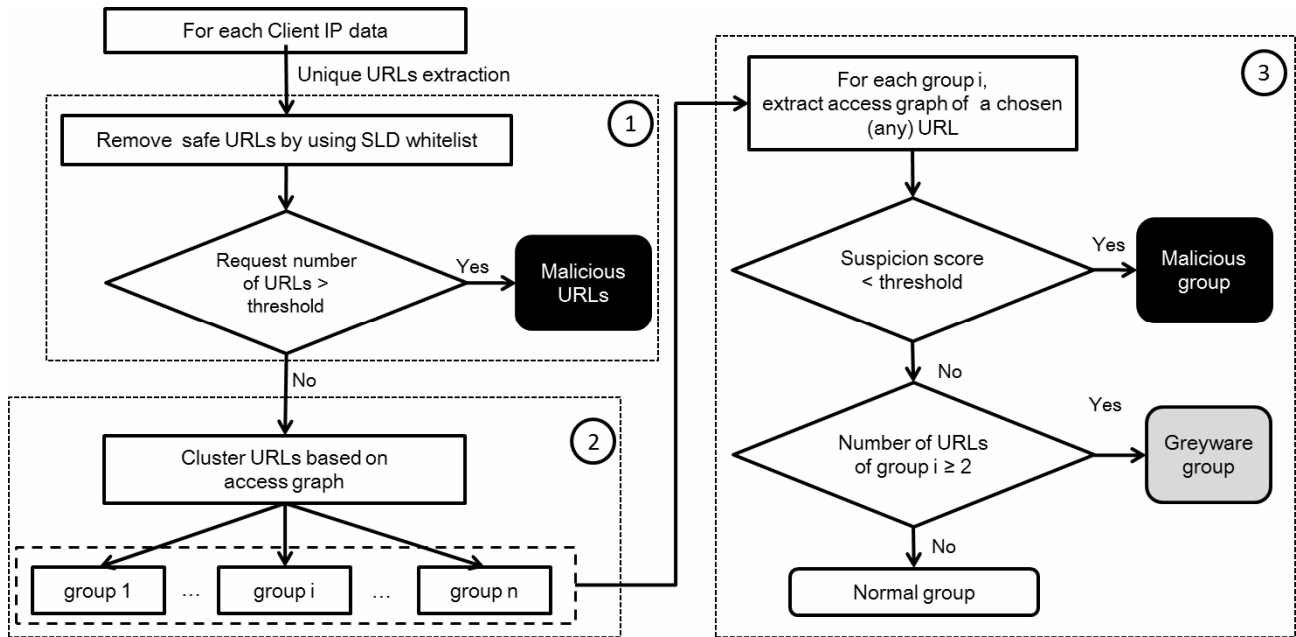 For each Client IP data
Unique URLs extraction
1
Remove safe URLs by using SLD whitelist
Request number
of URLs >
threshold
Yes
Malicious
URLs
No
2
Cluster URLs based on
access graph
group 1
...
group i
...
group n
3
For each group i,
extract access graph of a chosen
(any) URL
Suspicion score
< threshold
Yes
Malicious
group
No
Number of URLs
of group i ≥ 2
Yes
Greyware
group
No
Normal group